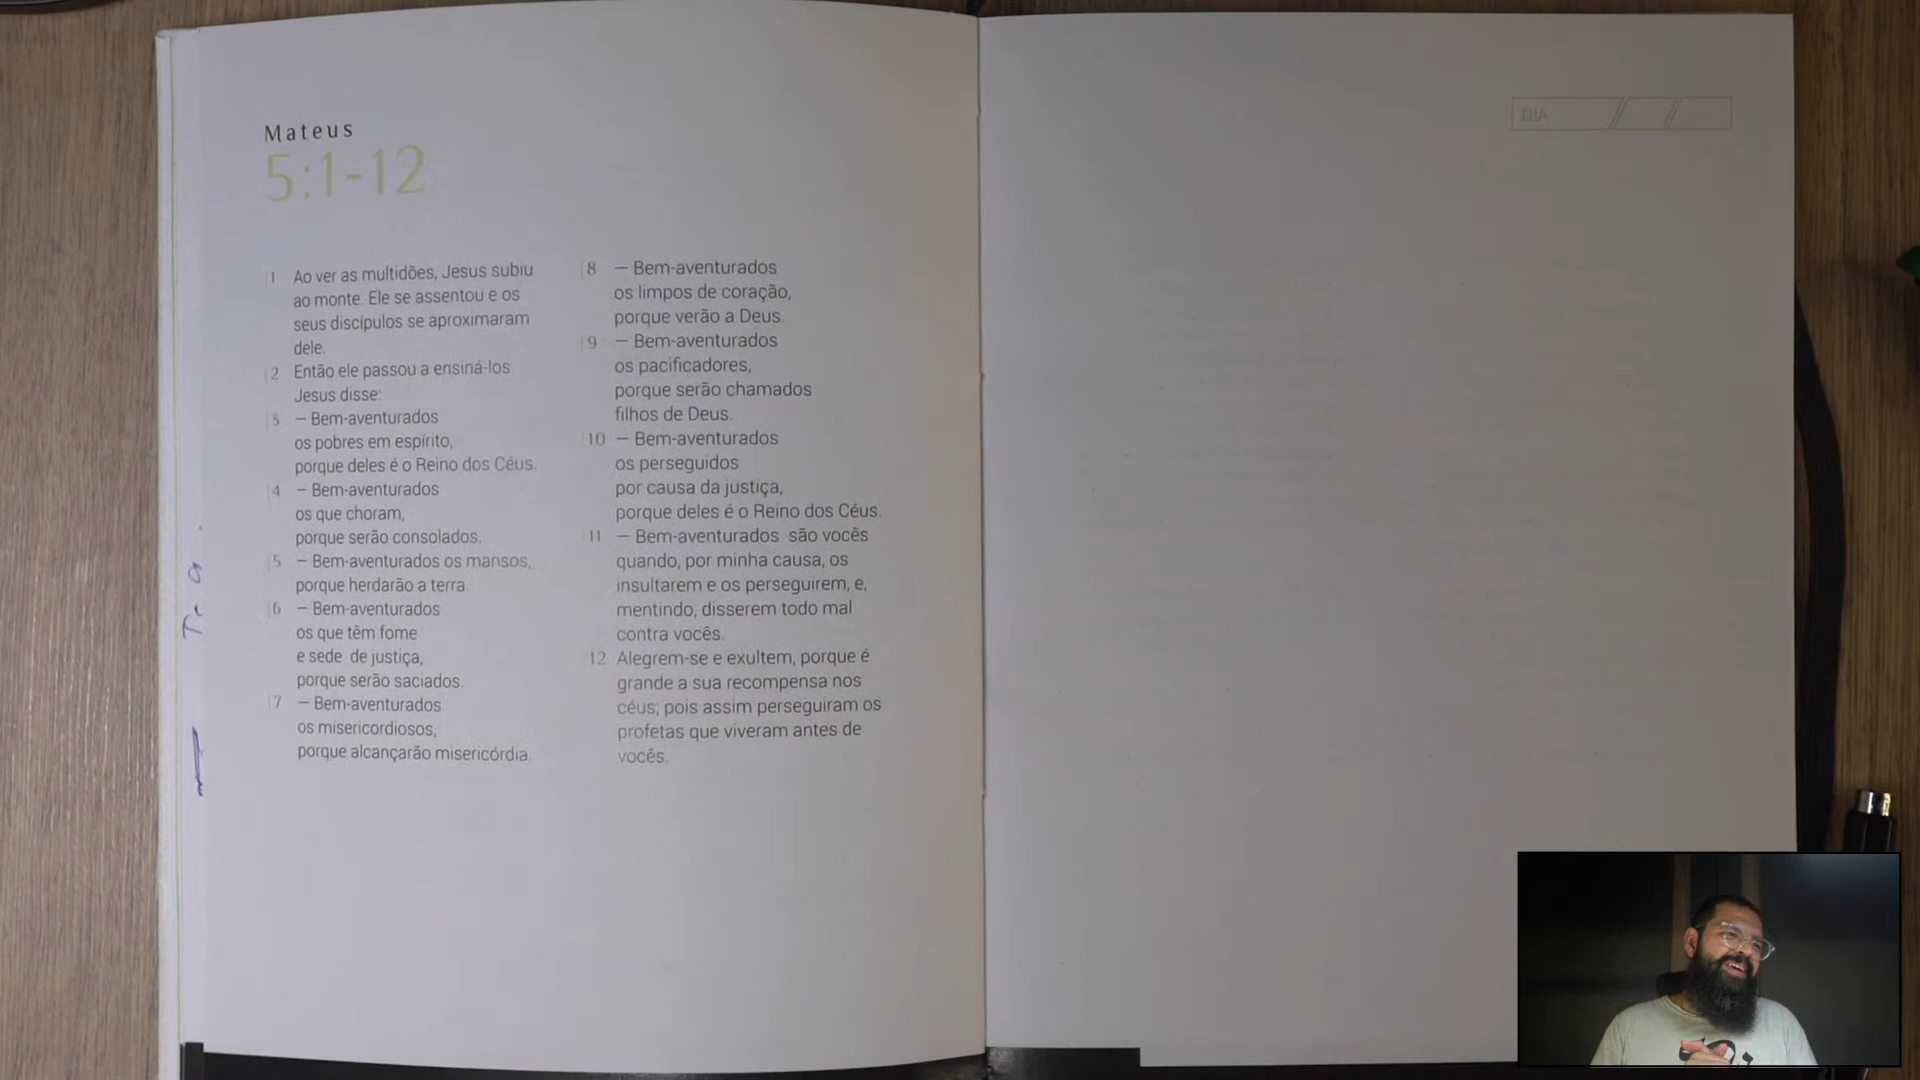 Mateus
5:1-12
1 Ao ver as multidões, Jesus subiu
ao monte. Ele se assentou e os
seus discípulos se aproximaram
dele.
2 Então ele passou a ensiná-los.
Jesus disse:
3 — Bem-aventurados
os pobres em espírito,
porque deles é o Reino dos Céus.
4 — Bem-aventurados
os que choram,
porque serão consolados.
5 — Bem-aventurados os mansos,
porque herdarão a terra.
6 — Bem-aventurados
os que têm fome
e sede de justiça,
porque serão saciados.
7 — Bem-aventurados
os misericordiosos,
porque alcançarão misericórdia.
8 — Bem-aventurados
os limpos de coração,
porque verão a Deus.
9 — Bem-aventurados
os pacificadores,
porque serão chamados
filhos de Deus.
10 — Bem-aventurados
os perseguidos
por causa da justiça,
porque deles é o Reino dos Céus.
11 — Bem-aventurados são vocês
quando, por minha causa, os
insultarem e os perseguirem, e,
mentindo, disserem todo mal
contra vocês.
12 Alegrem-se e exultem, porque é
grande a sua recompensa nos
céus; pois assim perseguiram os
profetas que viveram antes de
vocês.
DIA / /